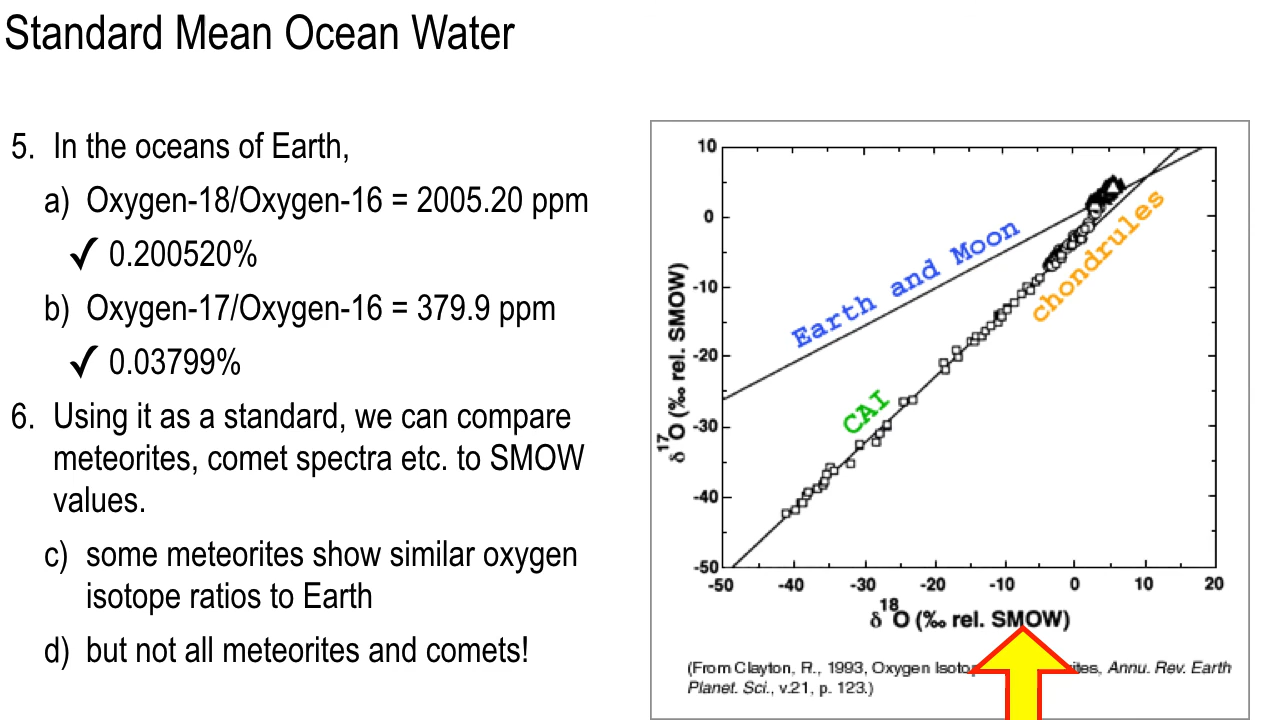 Standard Mean Ocean Water
5. In the oceans of Earth,
a) Oxygen-18/Oxygen-16 = 2005.20 ppm
✓ 0.200520%
b) Oxygen-17/Oxygen-16 = 379.9 ppm
✓ 0.03799%
6. Using it as a standard, we can compare
meteorites, comet spectra etc. to SMOW
values.
c) some meteorites show similar oxygen
isotope ratios to Earth
d) but not all meteorites and comets!
10
0
-10
-20
-30
-40
-50
δ¹⁷O (‰ rel. SMOW)
Earth and Moon
chondrules
CAI
-50 -40 -30 -20 -10 0 10 20
δ¹⁸O (‰ rel. SMOW)
(From Clayton, R., 1993, Oxygen Annu. Rev. Earth
Planet. Sci., v.21, p. 123.)